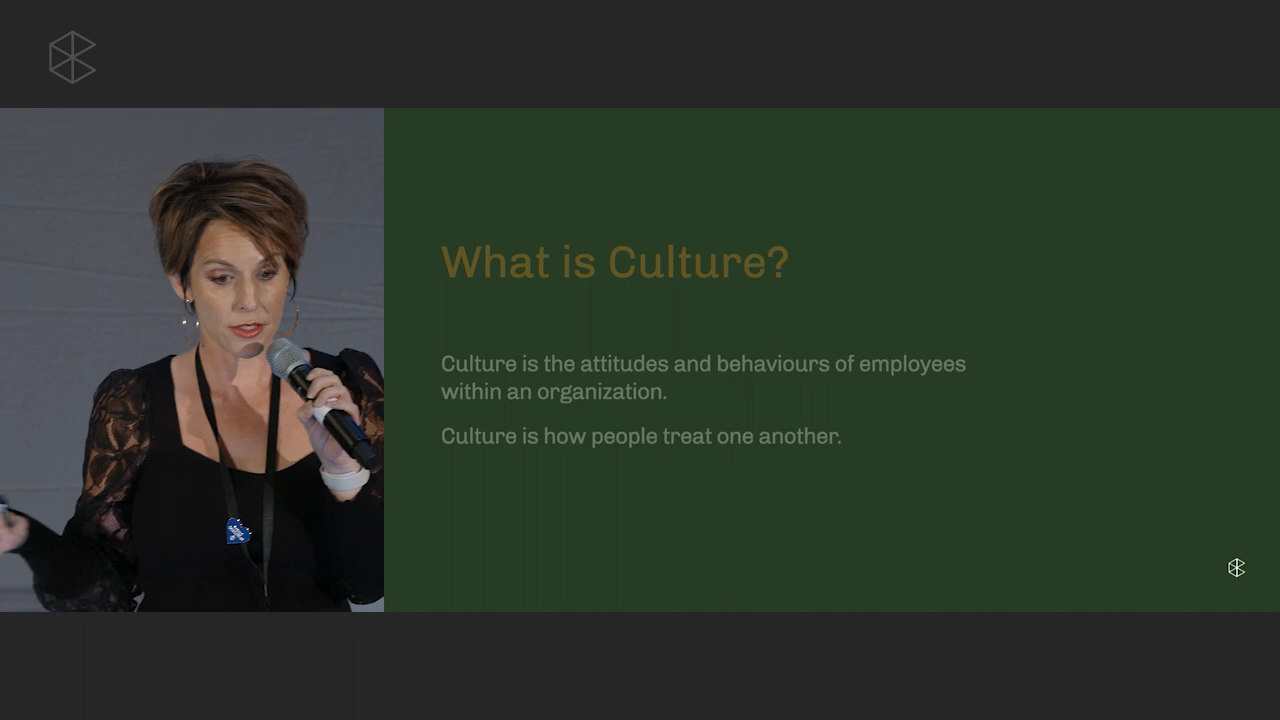 What is Culture?
Culture is the attitudes and behaviours of employees
within an organization.
Culture is how people treat one another.